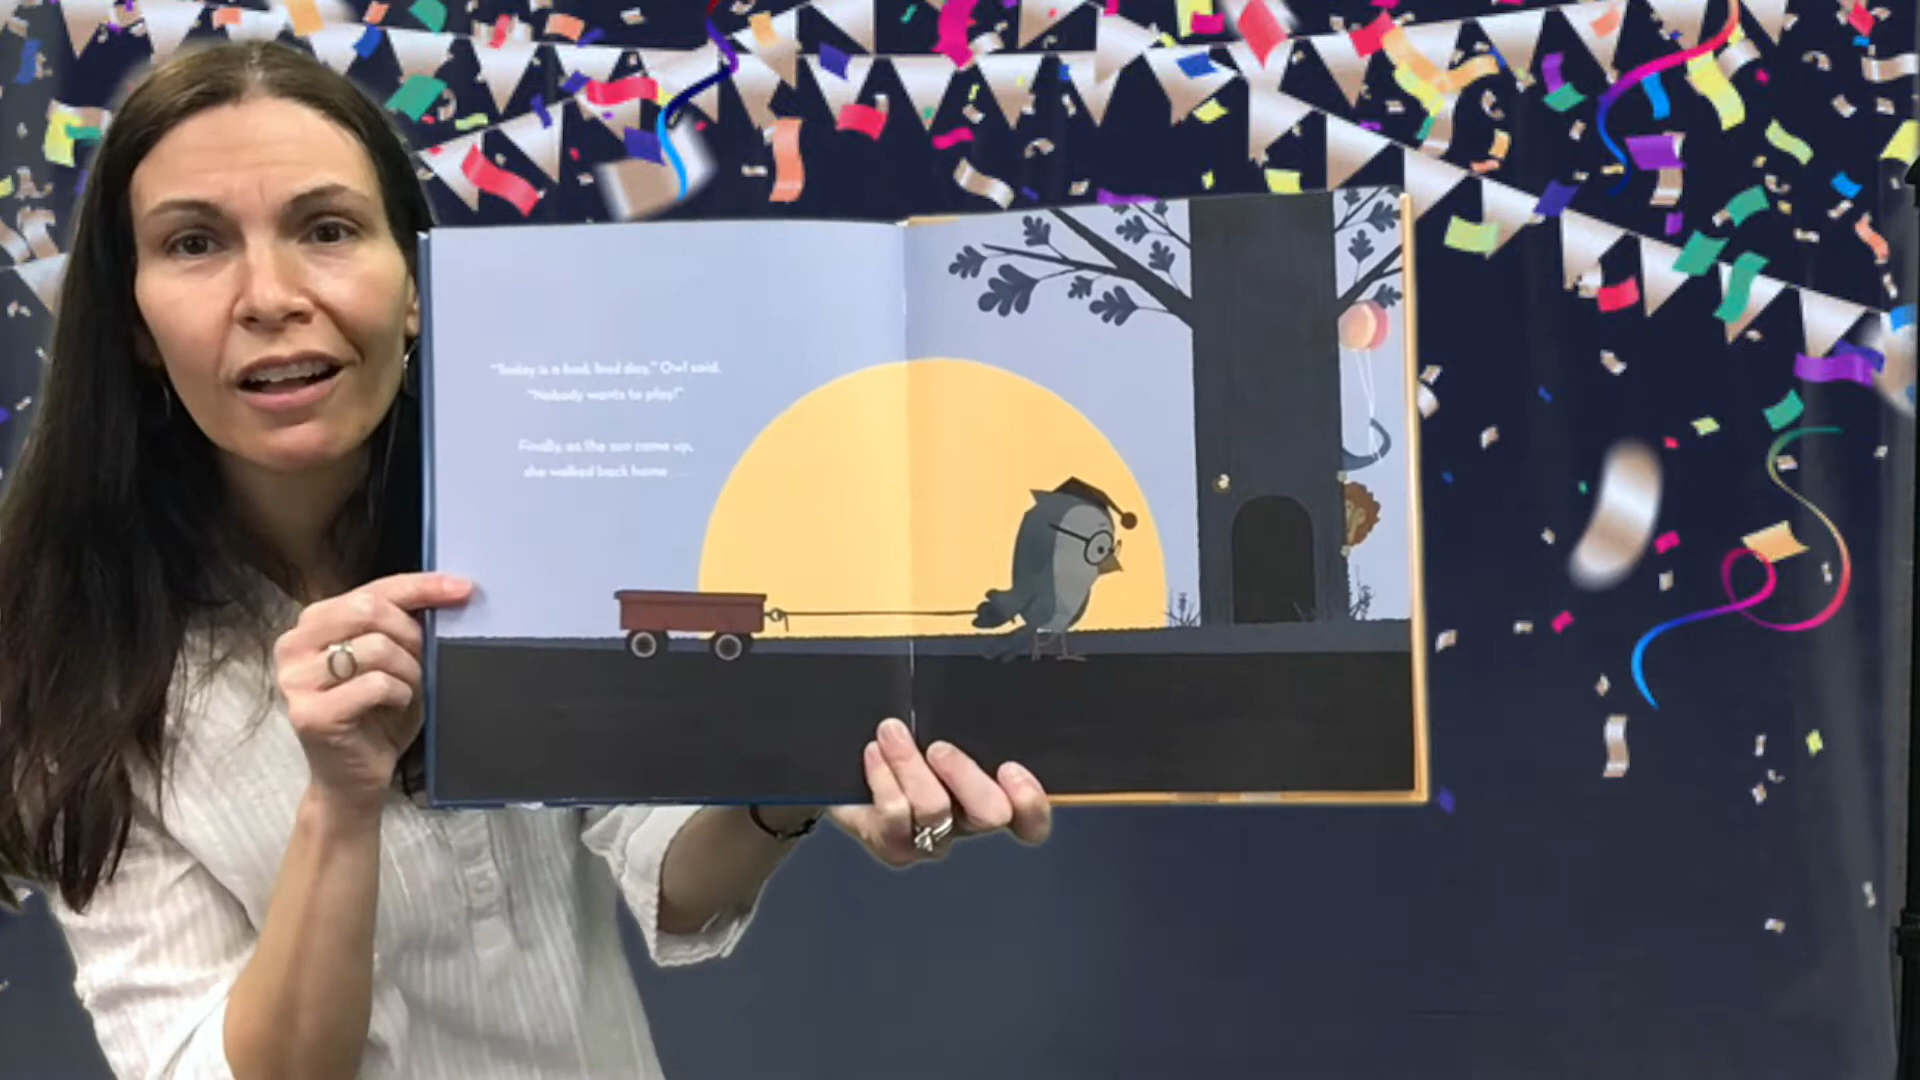 "Today is a bad, bad day," Owl said.
"Nobody wants to play!"
Finally, as the sun came up,
she walked back home . . .